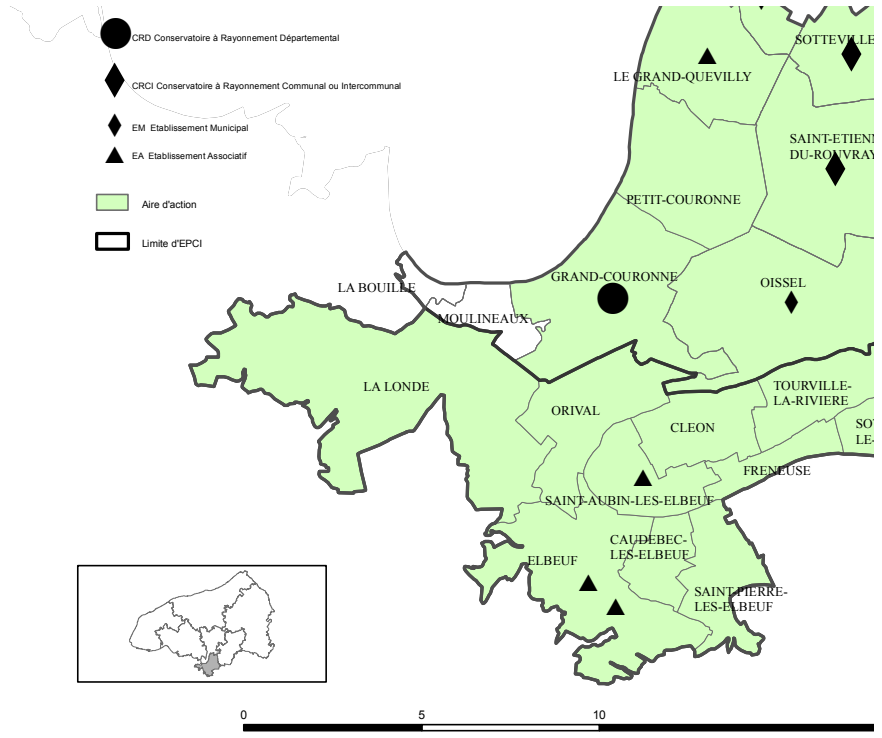 CRD Conservatoire à Rayonnement Départemental
CRCI Conservatoire à Rayonnement Communal ou Intercommunal
EM Etablissement Municipal
EA Etablissement Associatif
Aire d'action
Limite d'EPCI
SOTTEVILLE
LE GRAND-QUEVILLY
SAINT-ETIENN
DU-ROUVRAY
PETIT-COURONNE
GRAND-COURONNE
OISSEL
LA BOUILLE
MOULINEAUX
LA LONDE
ORIVAL
CLEON
TOURVILLE-
LA-RIVIERE
SO
LE-
FRENEUSE
SAINT-AUBIN-LES-ELBEUF
CAUDEBEC-
LES-ELBEUF
ELBEUF
SAINT-PIERRE-
LES-ELBEUF
0 5 10